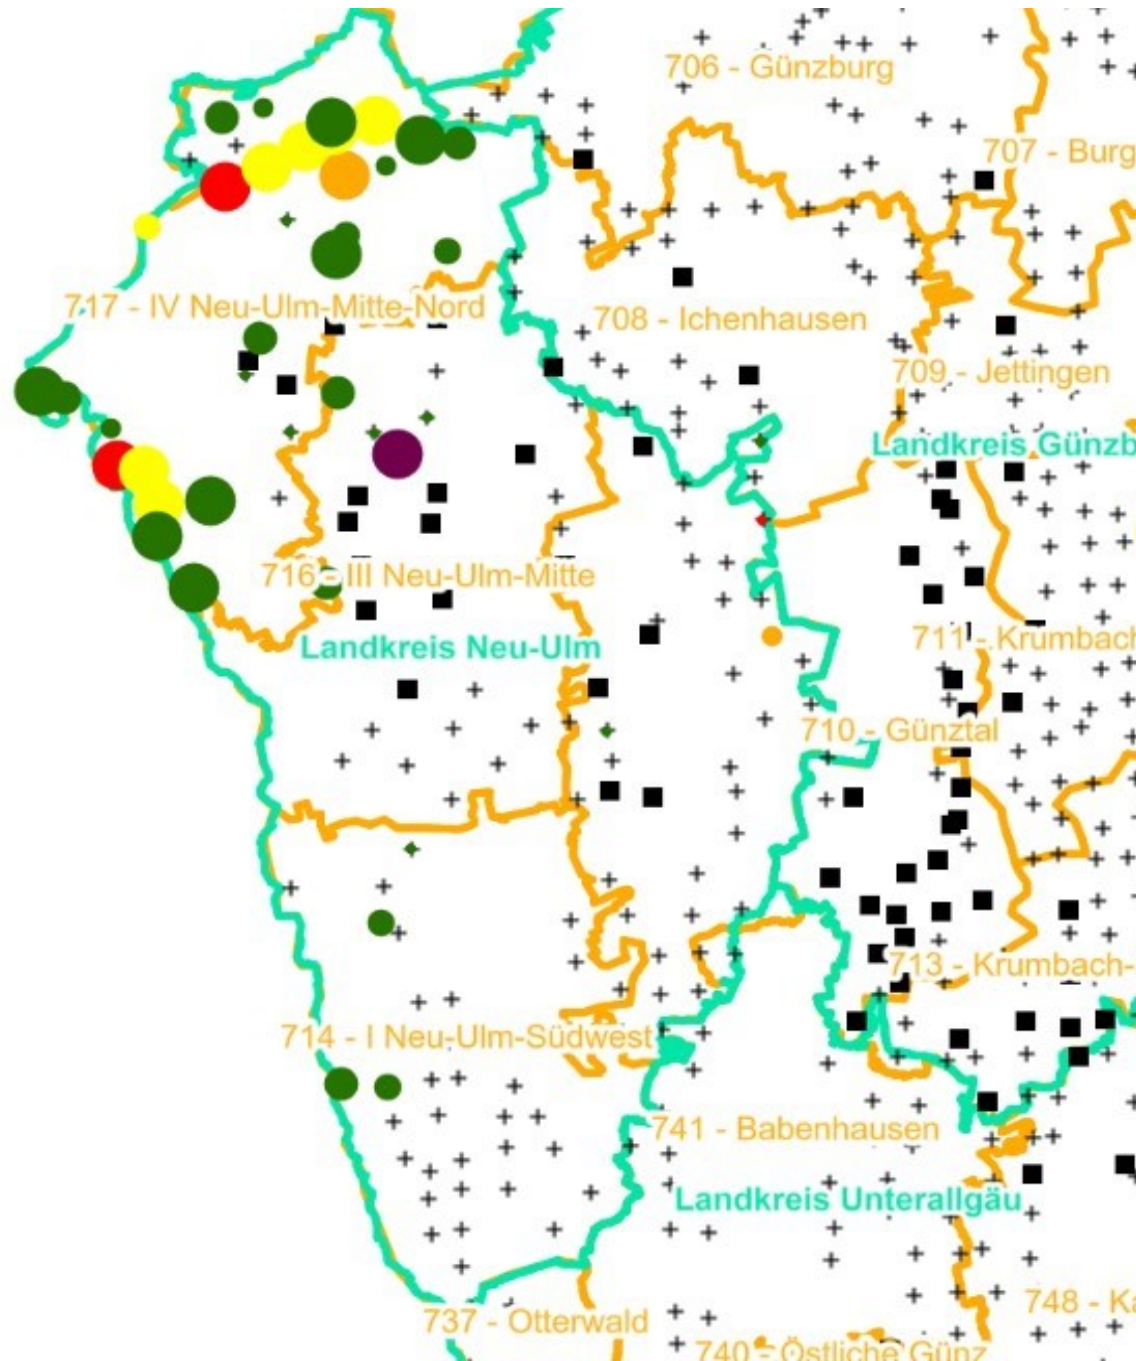 706 - Günzburg
707 - Burg
717 - IV Neu-Ulm-Mitte-Nord
708 - Ichenhausen
709 - Jettingen
Landkreis Günzb
716 - III Neu-Ulm-Mitte
711 - Krumbach
Landkreis Neu-Ulm
710 - Günztal
713 - Krumbach-
714 - I Neu-Ulm-Südwest
741 - Babenhausen
Landkreis Unterallgäu
748 - Ka
737 - Otterwald
740 - Östliche Günz